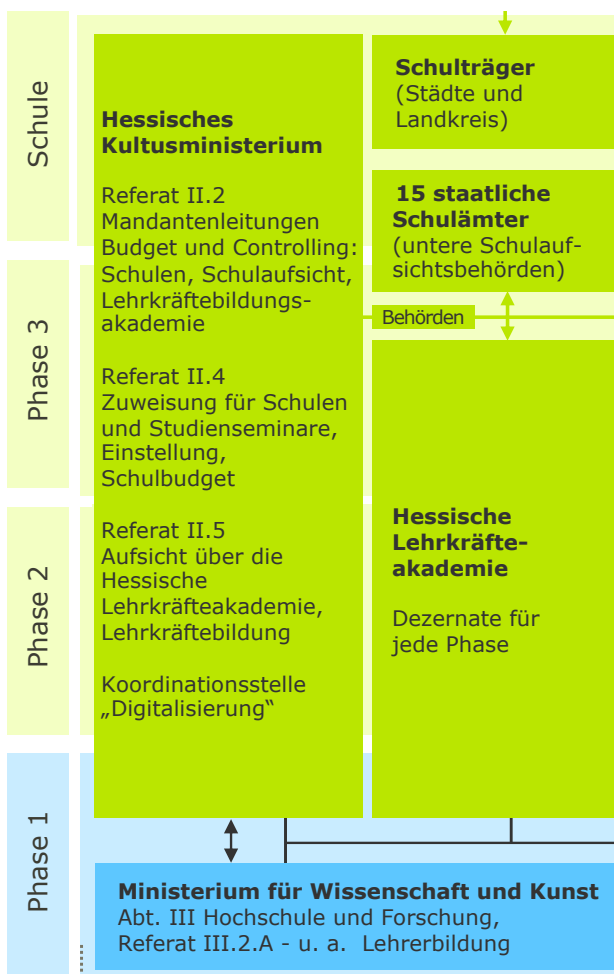 Schule
Phase 3
Phase 2
Phase 1
Hessisches
Kultusministerium
Referat II.2
Mandantenleitungen
Budget und Controlling:
Schulen, Schulaufsicht,
Lehrkräftebildungs-
akademie
Referat II.4
Zuweisung für Schulen
und Studienseminare,
Einstellung,
Schulbudget
Referat II.5
Aufsicht über die
Hessische
Lehrkräfteakademie,
Lehrkräftebildung
Koordinationsstelle
„Digitalisierung“
Schulträger
(Städte und
Landkreis)
15 staatliche
Schulämter
(untere Schulauf-
sichtsbehörden)
Behörden
Hessische
Lehrkräfte-
akademie
Dezernate für
jede Phase
Ministerium für Wissenschaft und Kunst
Abt. III Hochschule und Forschung,
Referat III.2.A - u. a. Lehrerbildung